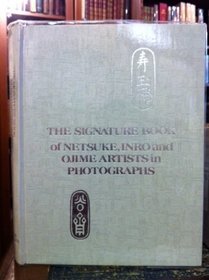 THE SIGNATURE BOOK
of NETSUKE, INRO and
OJIME ARTISTS in
PHOTOGRAPHS